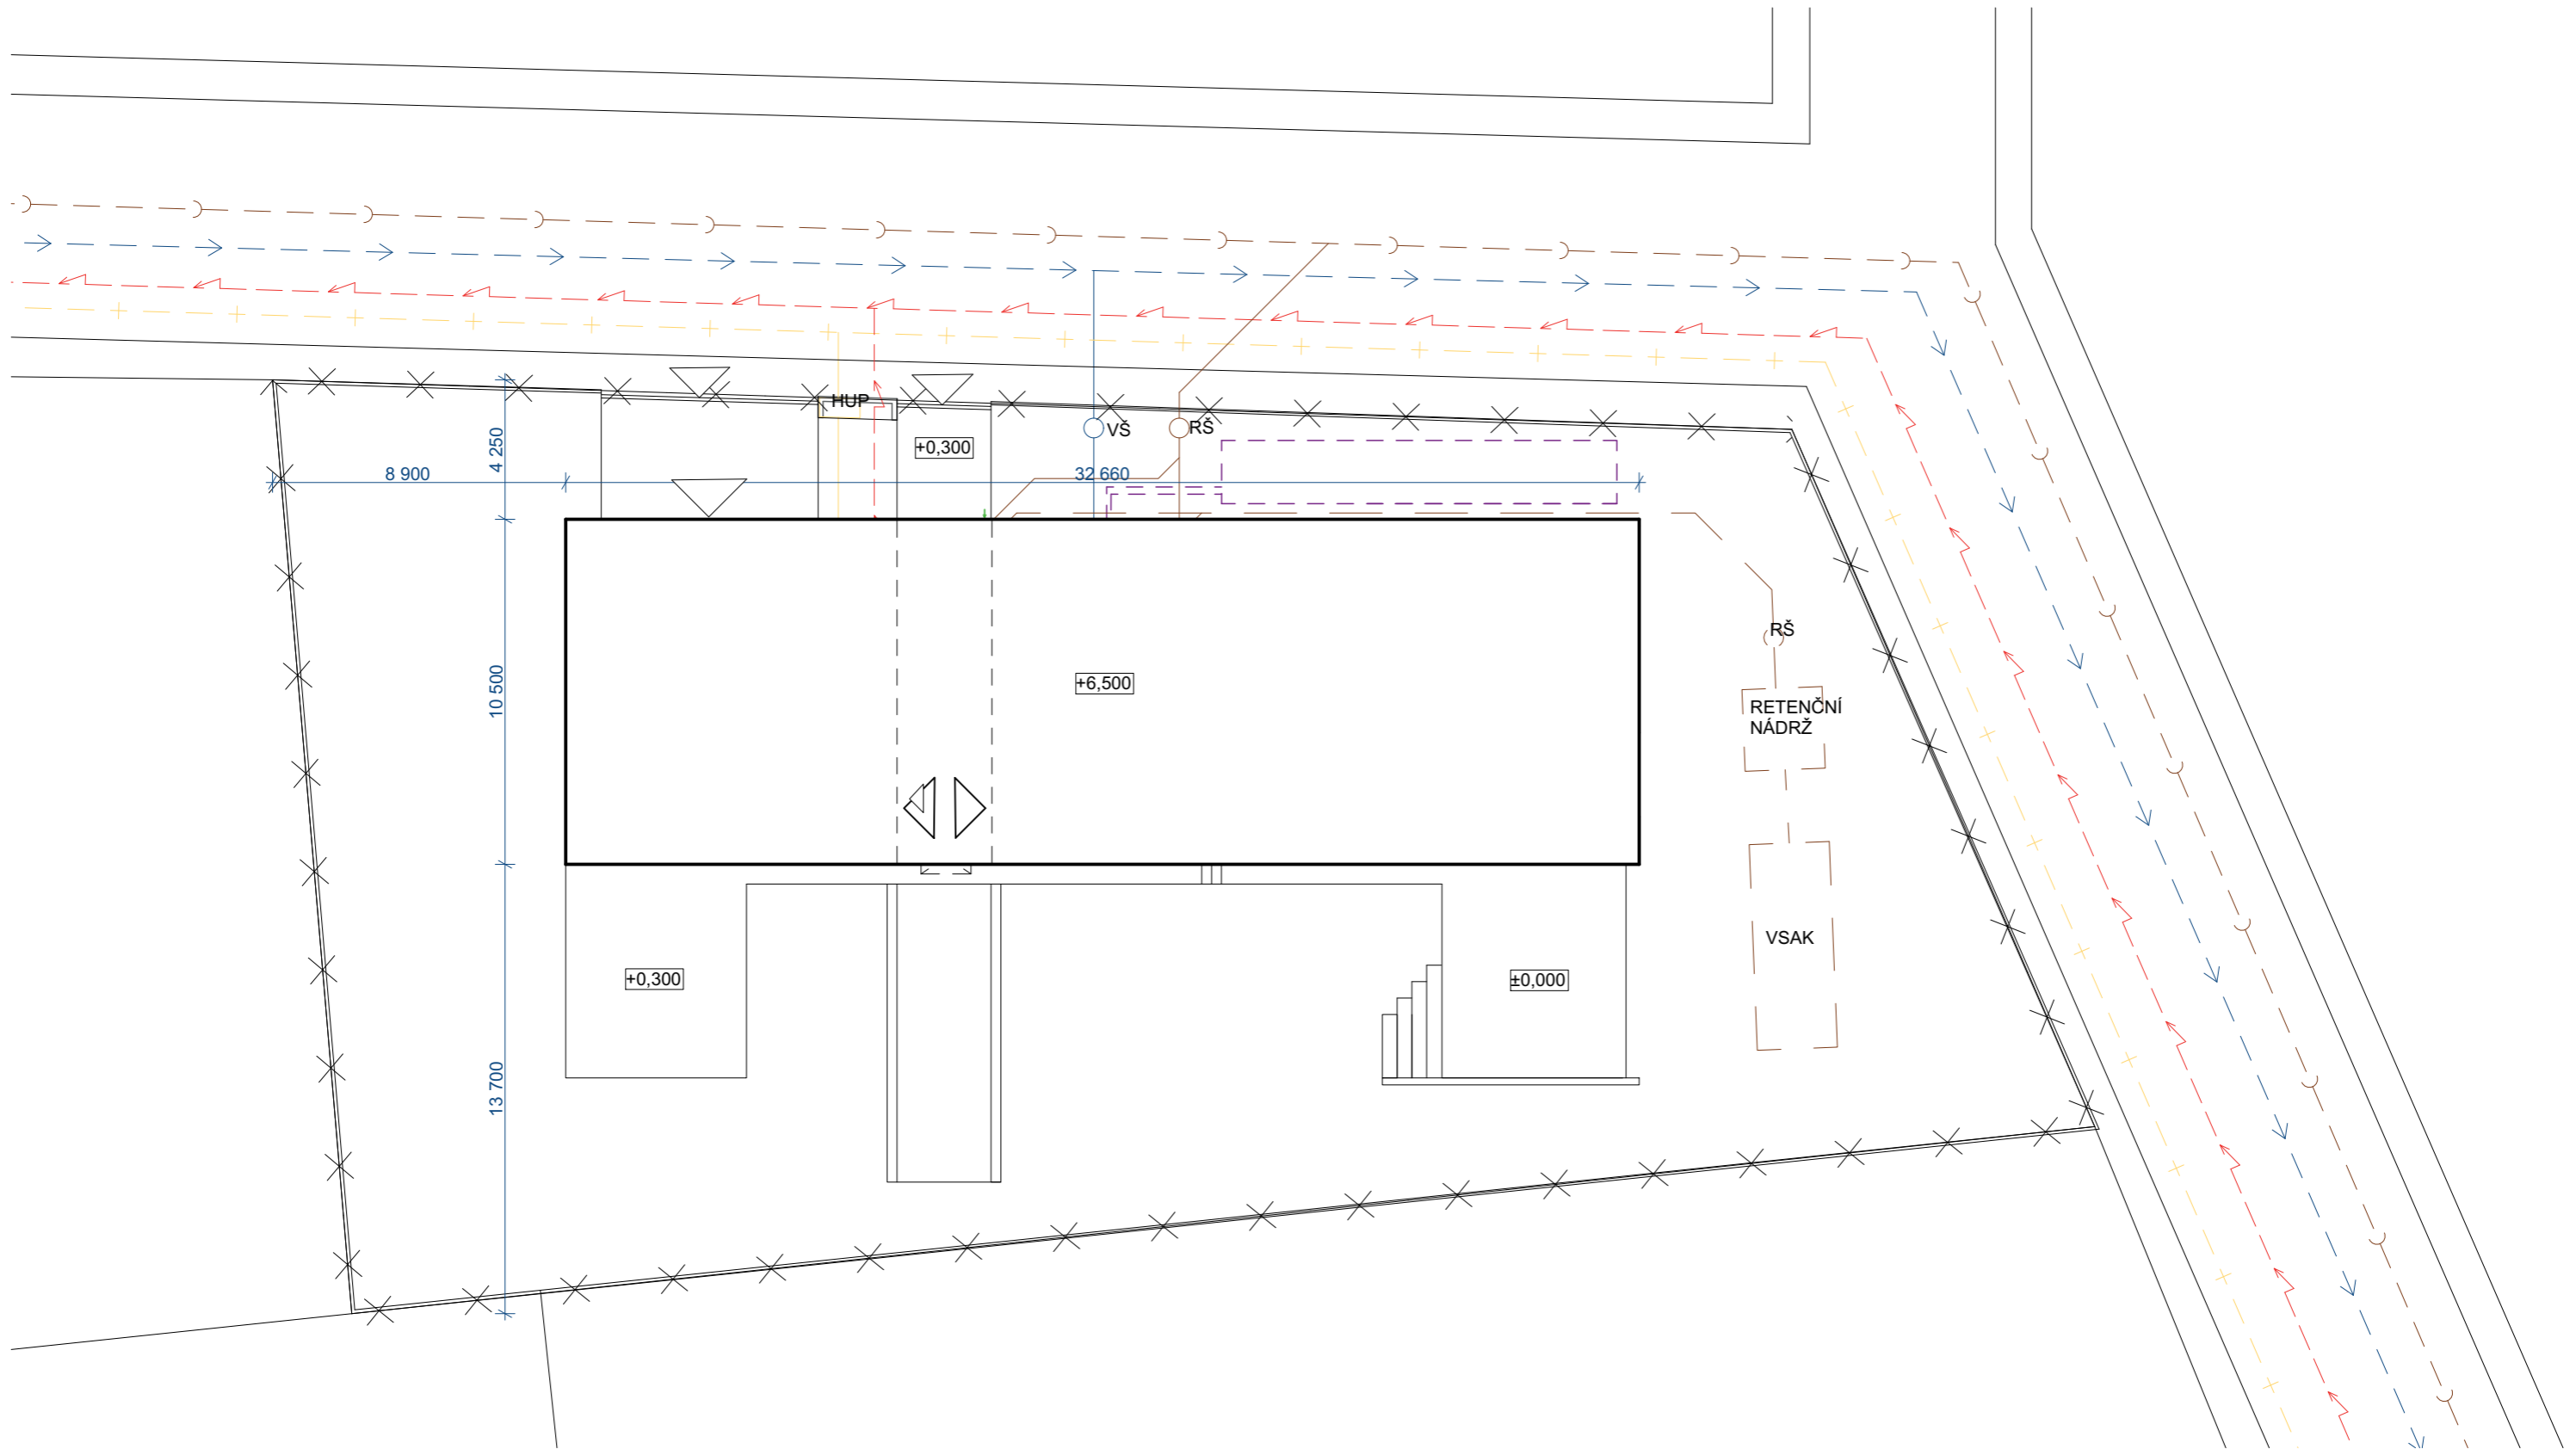 HUP
VŠ
RŠ
+0,300
4 250
8 900
32 660
RŠ
+6,500
10 500
RETENČNÍ
NÁDRŽ
VSAK
+0,300
±0,000
13 700